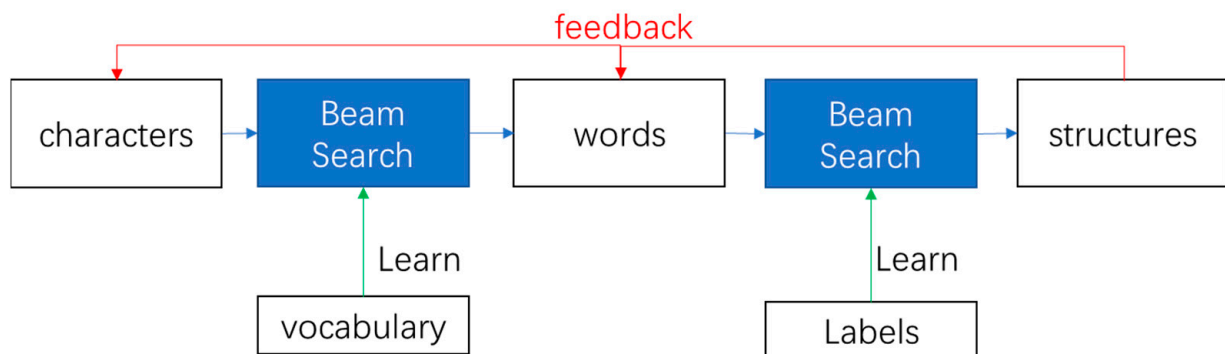 feedback
characters
Beam
Search
words
Beam
Search
structures
Learn
Learn
vocabulary
Labels